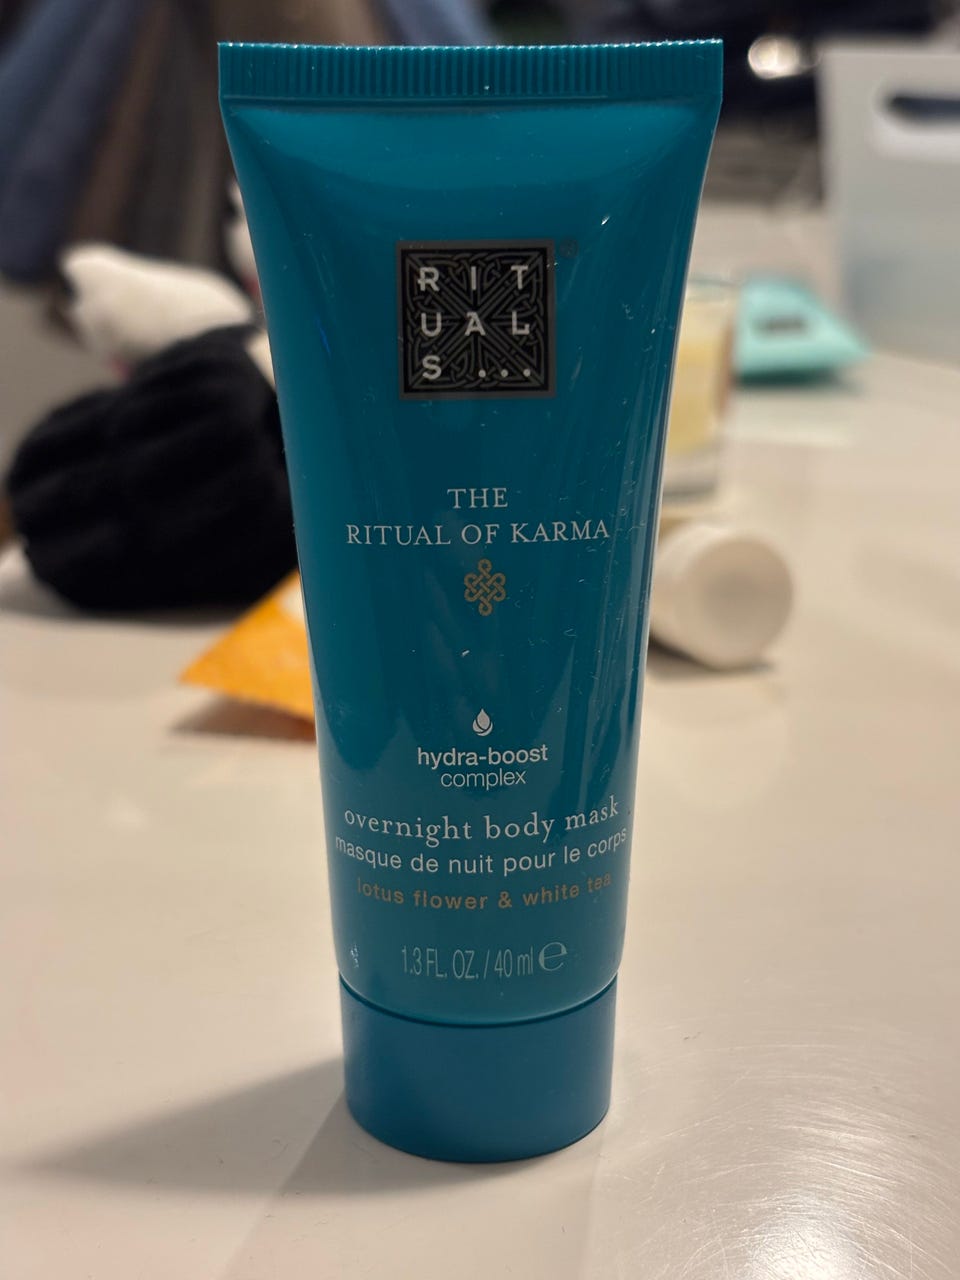 RIT
UAL
S...
®
THE
RITUAL OF KARMA
hydra-boost
complex
overnight body mask
masque de nuit pour le corps
lotus flower & white tea
1.3 FL. OZ. / 40 ml ℮